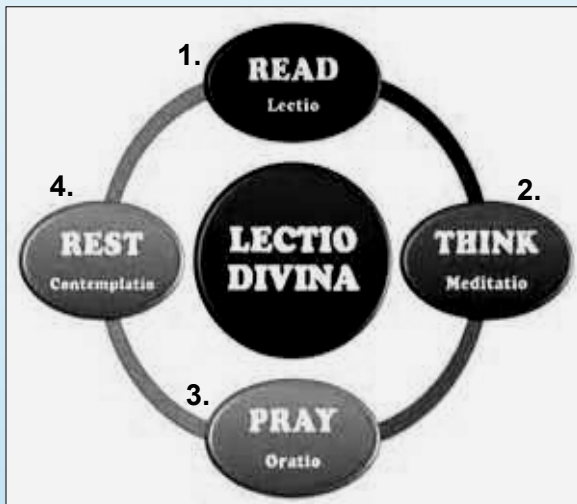 1.
READ
Lectio
2.
THINK
Meditatio
3.
PRAY
Oratio
4.
REST
Contemplatio
LECTIO
DIVINA